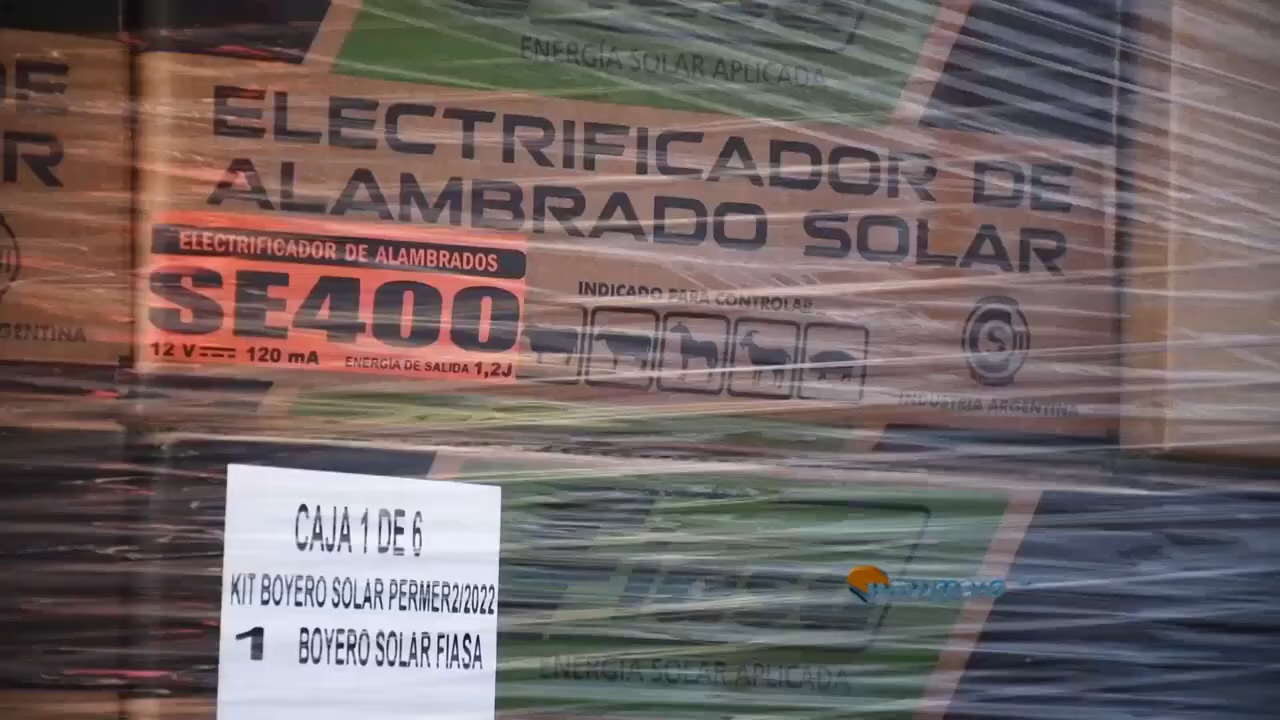 ENERGÍA SOLAR APLICADA
ELECTRIFICADOR DE
ALAMBRADO SOLAR
ELECTRIFICADOR DE ALAMBRADOS
SE400
12 V 120 mA ENERGÍA DE SALIDA 1,2J
INDICADO PARA CONTROLAR
INDUSTRIA ARGENTINA
DE
R
CAJA 1 DE 6
KIT BOYERO SOLAR PERMER2/2022
1 BOYERO SOLAR FIASA
Fiasa
ENERGÍA SOLAR APLICADA